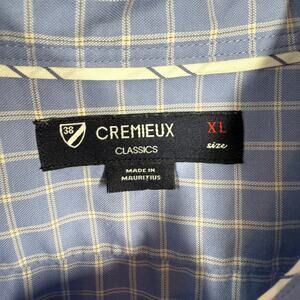 38
CREMIEUX XL
CLASSICS size
MADE IN
MAURITIUS